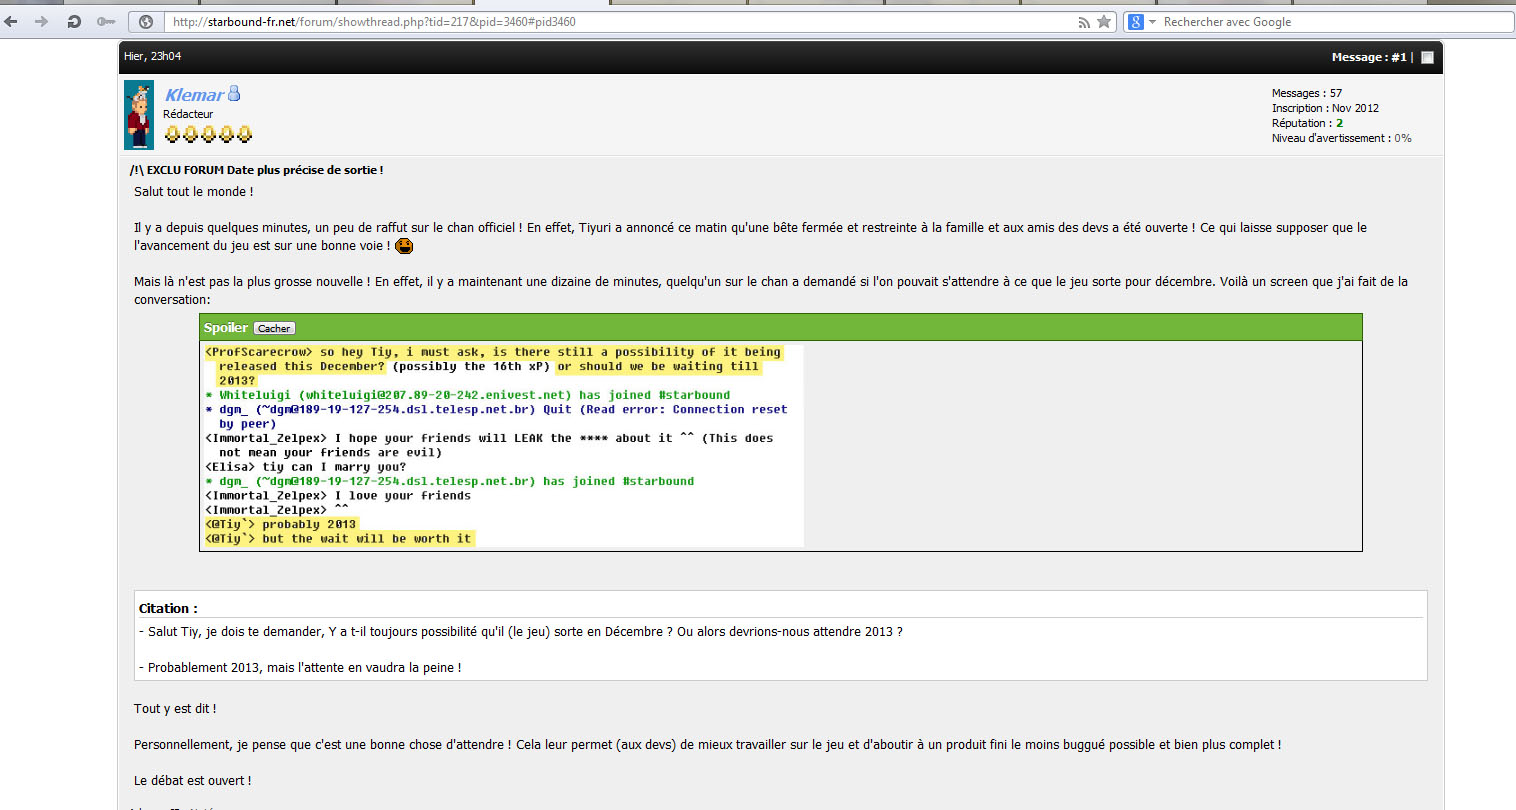 http://starbound-fr.net/forum/showthread.php?tid=217&pid=3460#pid3460
Rechercher avec Google
Hier, 23h04
Message : #1 |
Klemar
Rédacteur
Messages : 57
Inscription : Nov 2012
Réputation : 2
Niveau d'avertissement : 0%
/!\ EXCLU FORUM Date plus précise de sortie !
Salut tout le monde !
Il y a depuis quelques minutes, un peu de raffut sur le chan officiel ! En effet, Tiyuri a annoncé ce matin qu'une bête fermée et restreinte à la famille et aux amis des devs a été ouverte ! Ce qui laisse supposer que le
l'avancement du jeu est sur une bonne voie !
Mais là n'est pas la plus grosse nouvelle ! En effet, il y a maintenant une dizaine de minutes, quelqu'un sur le chan a demandé si l'on pouvait s'attendre à ce que le jeu sorte pour décembre. Voilà un screen que j'ai fait de la
conversation:
Spoiler Cacher
<ProfScarecrow> so hey Tiy, i must ask, is there still a possibility of it being
released this December? (possibly the 16th xP) or should we be waiting till
2013?
* Whiteluigi (whiteluigi@207.89-20-242.enivest.net) has joined #starbound
* dgm_ (~dgm@189-19-127-254.dsl.telesp.net.br) Quit (Read error: Connection reset
by peer)
<Immortal_Zelpex> I hope your friends will LEAK the **** about it ^^ (This does
not mean your friends are evil)
<Elisa> tiy can I marry you?
* dgm_ (~dgm@189-19-127-254.dsl.telesp.net.br) has joined #starbound
<Immortal_Zelpex> I love your friends
<Immortal_Zelpex> ^^
<@Tiy`> probably 2013
<@Tiy`> but the wait will be worth it
Citation :
- Salut Tiy, je dois te demander, Y a t-il toujours possibilité qu'il (le jeu) sorte en Décembre ? Ou alors devrions-nous attendre 2013 ?
- Probablement 2013, mais l'attente en vaudra la peine !
Tout y est dit !
Personnellement, je pense que c'est une bonne chose d'attendre ! Cela leur permet (aux devs) de mieux travailler sur le jeu et d'aboutir à un produit fini le moins buggué possible et bien plus complet !
Le débat est ouvert !